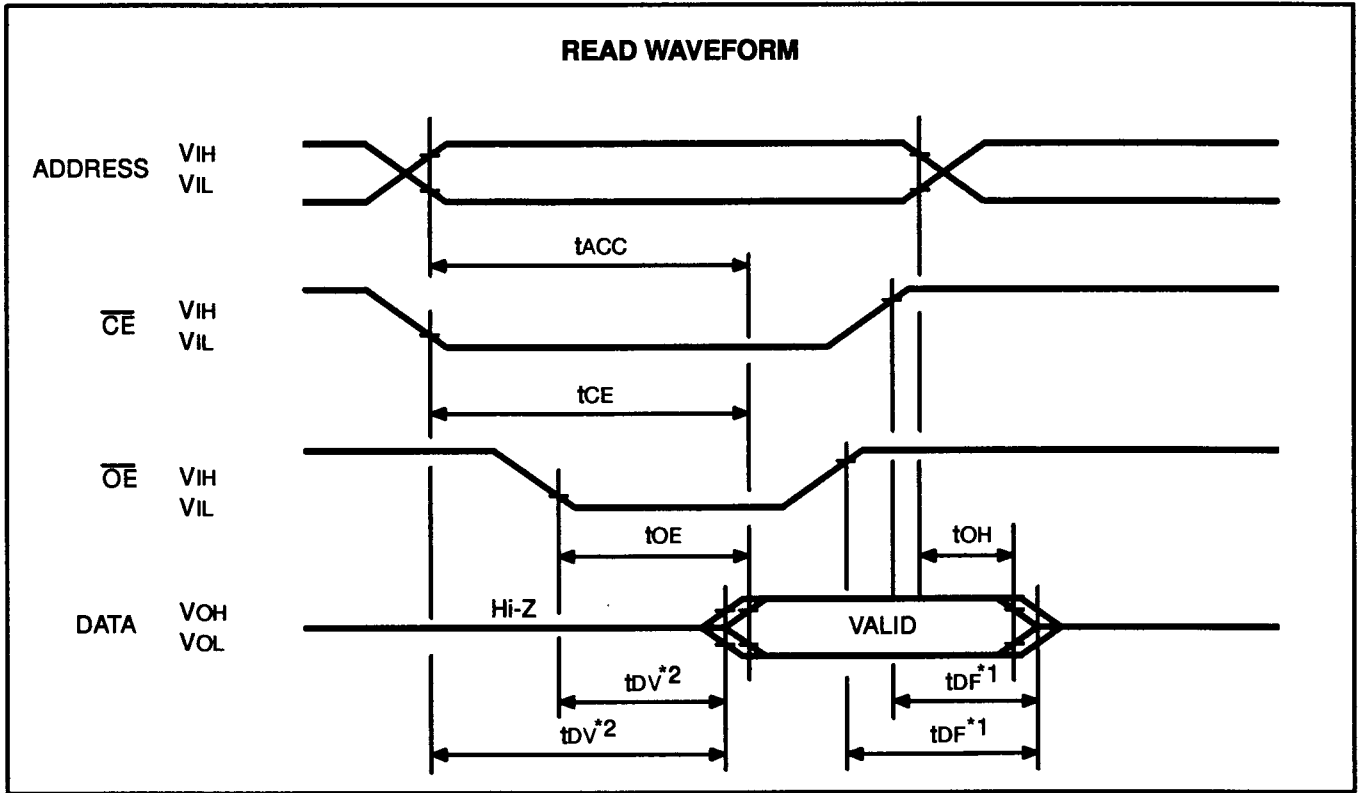 READ WAVEFORM
ADDRESS VIH
VIL
tACC
CE VIH
VIL
tCE
OE VIH
VIL
tOE tOH
Hi-Z
DATA VOH
VOL
VALID
tDV*2 tDF*1
tDV*2 tDF*1